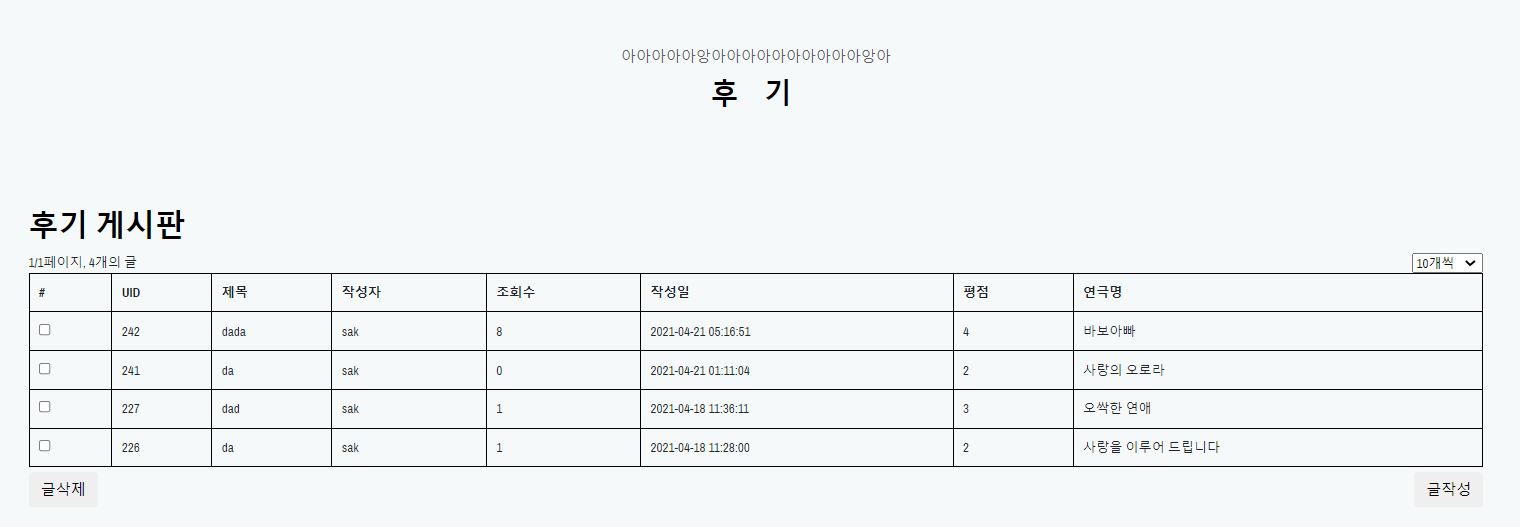 아아아아아앙아아아아아아아아아아앙아
후 기
후기 게시판
1/1페이지, 4개의 글 10개씩
# UID 제목 작성자 조회수 작성일 평점 연극명
242 dada sak 8 2021-04-21 05:16:51 4 바보아빠
241 da sak 0 2021-04-21 01:11:04 2 사랑의 오로라
227 dad sak 1 2021-04-18 11:36:11 3 오싹한 연애
226 da sak 1 2021-04-18 11:28:00 2 사랑을 이루어 드립니다
글삭제 글작성